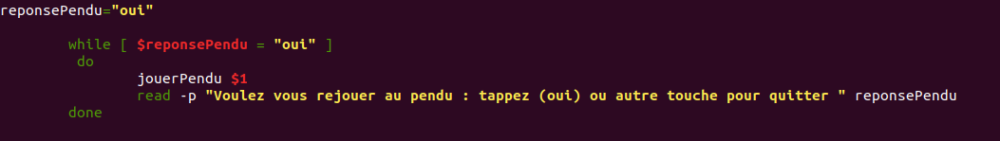 reponsePendu="oui"
while [ $reponsePendu = "oui" ]
do
jouerPendu $1
read -p "Voulez vous rejouer au pendu : tappez (oui) ou autre touche pour quitter " reponsePendu
done